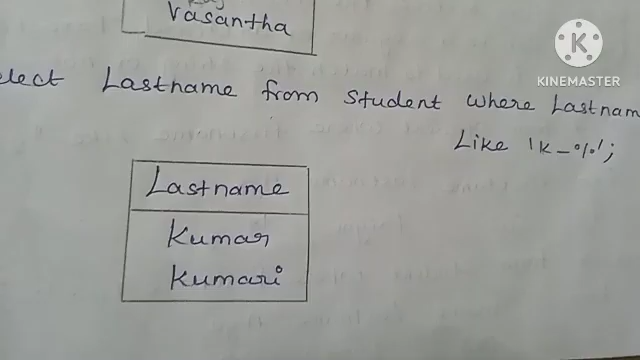 Vasantha
KINEMASTER
elect Lastname from Student where Lastnam
Like 'K_%';
Lastname
Kumar
Kumari